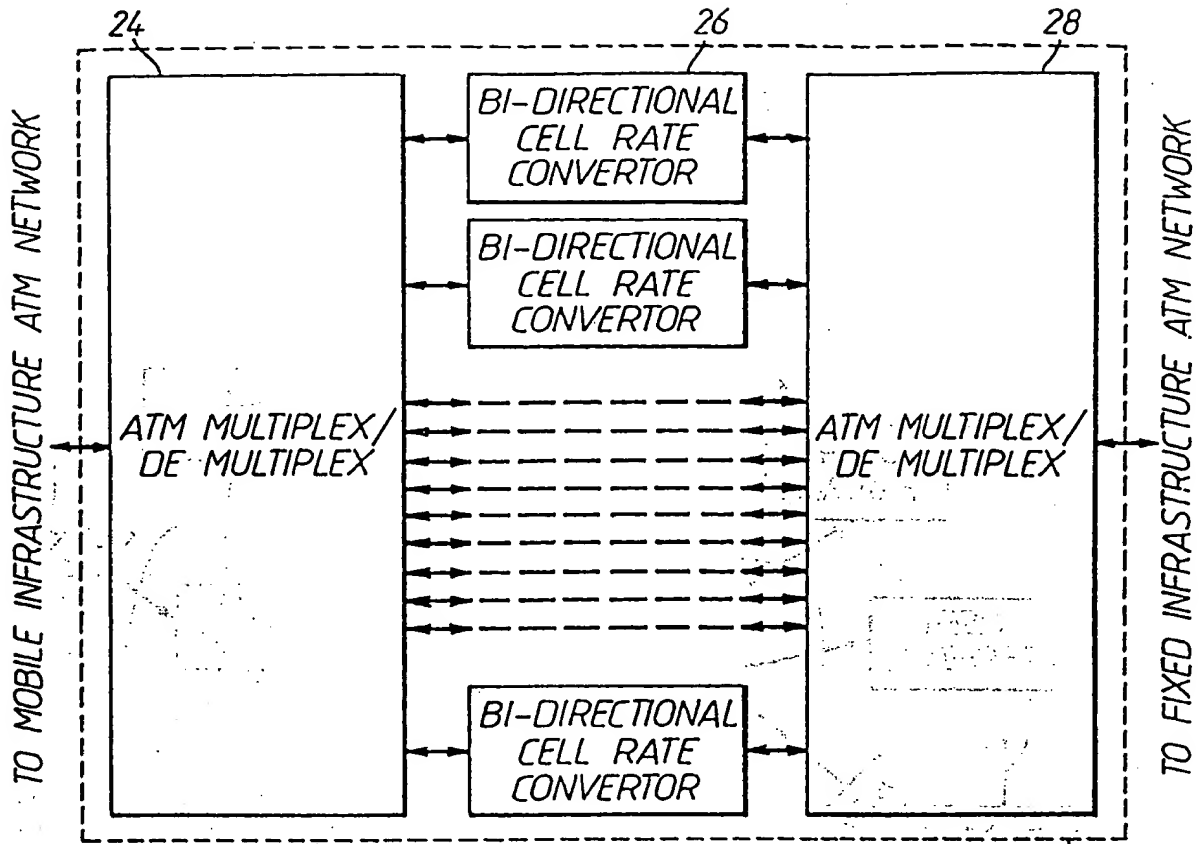 24
26
28
TO MOBILE INFRASTRUCTURE ATM NETWORK
ATM MULTIPLEX/
DE MULTIPLEX
BI-DIRECTIONAL
CELL RATE
CONVERTOR
BI-DIRECTIONAL
CELL RATE
CONVERTOR
BI-DIRECTIONAL
CELL RATE
CONVERTOR
ATM MULTIPLEX/
DE MULTIPLEX
TO FIXED INFRASTRUCTURE ATM NETWORK